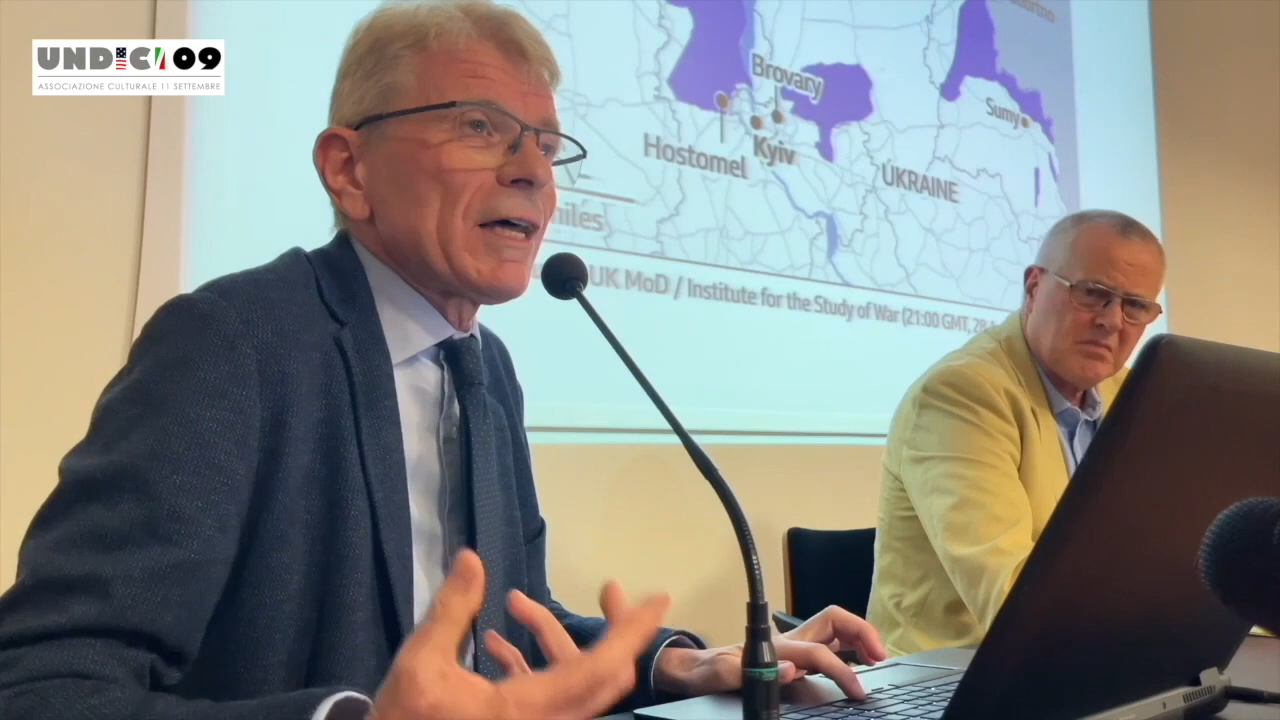 UNDICI09
ASSOCIAZIONE CULTURALE 11 SETTEMBRE
Brovary
Sumy
Hostomel
Kyiv
UKRAINE
miles
UK MoD / Institute for the Study of War (21:00 GMT, 28